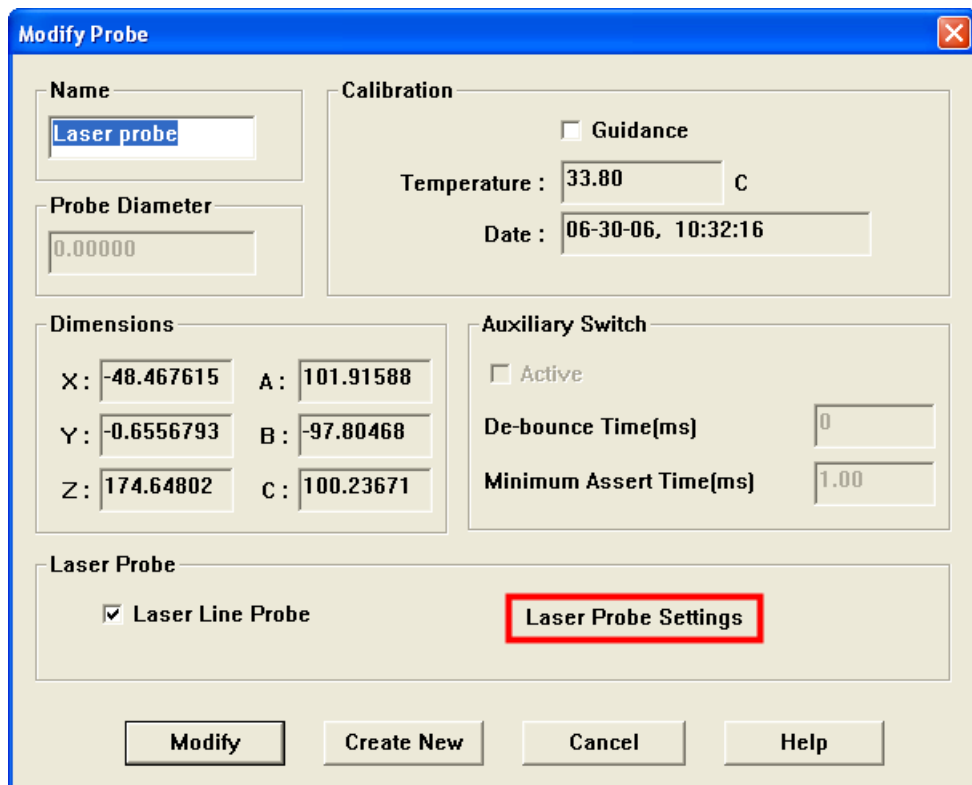 Modify Probe
Name
Laser probe
Calibration
Guidance
Temperature : 33.80 C
Date : 06-30-06, 10:32:16
Probe Diameter
0.00000
Dimensions
X : -48.467615 A : 101.91588
Y : -0.6556793 B : -97.80468
Z : 174.64802 C : 100.23671
Auxiliary Switch
Active
De-bounce Time(ms) 0
Minimum Assert Time(ms) 1.00
Laser Probe
Laser Line Probe
Laser Probe Settings
Modify Create New Cancel Help